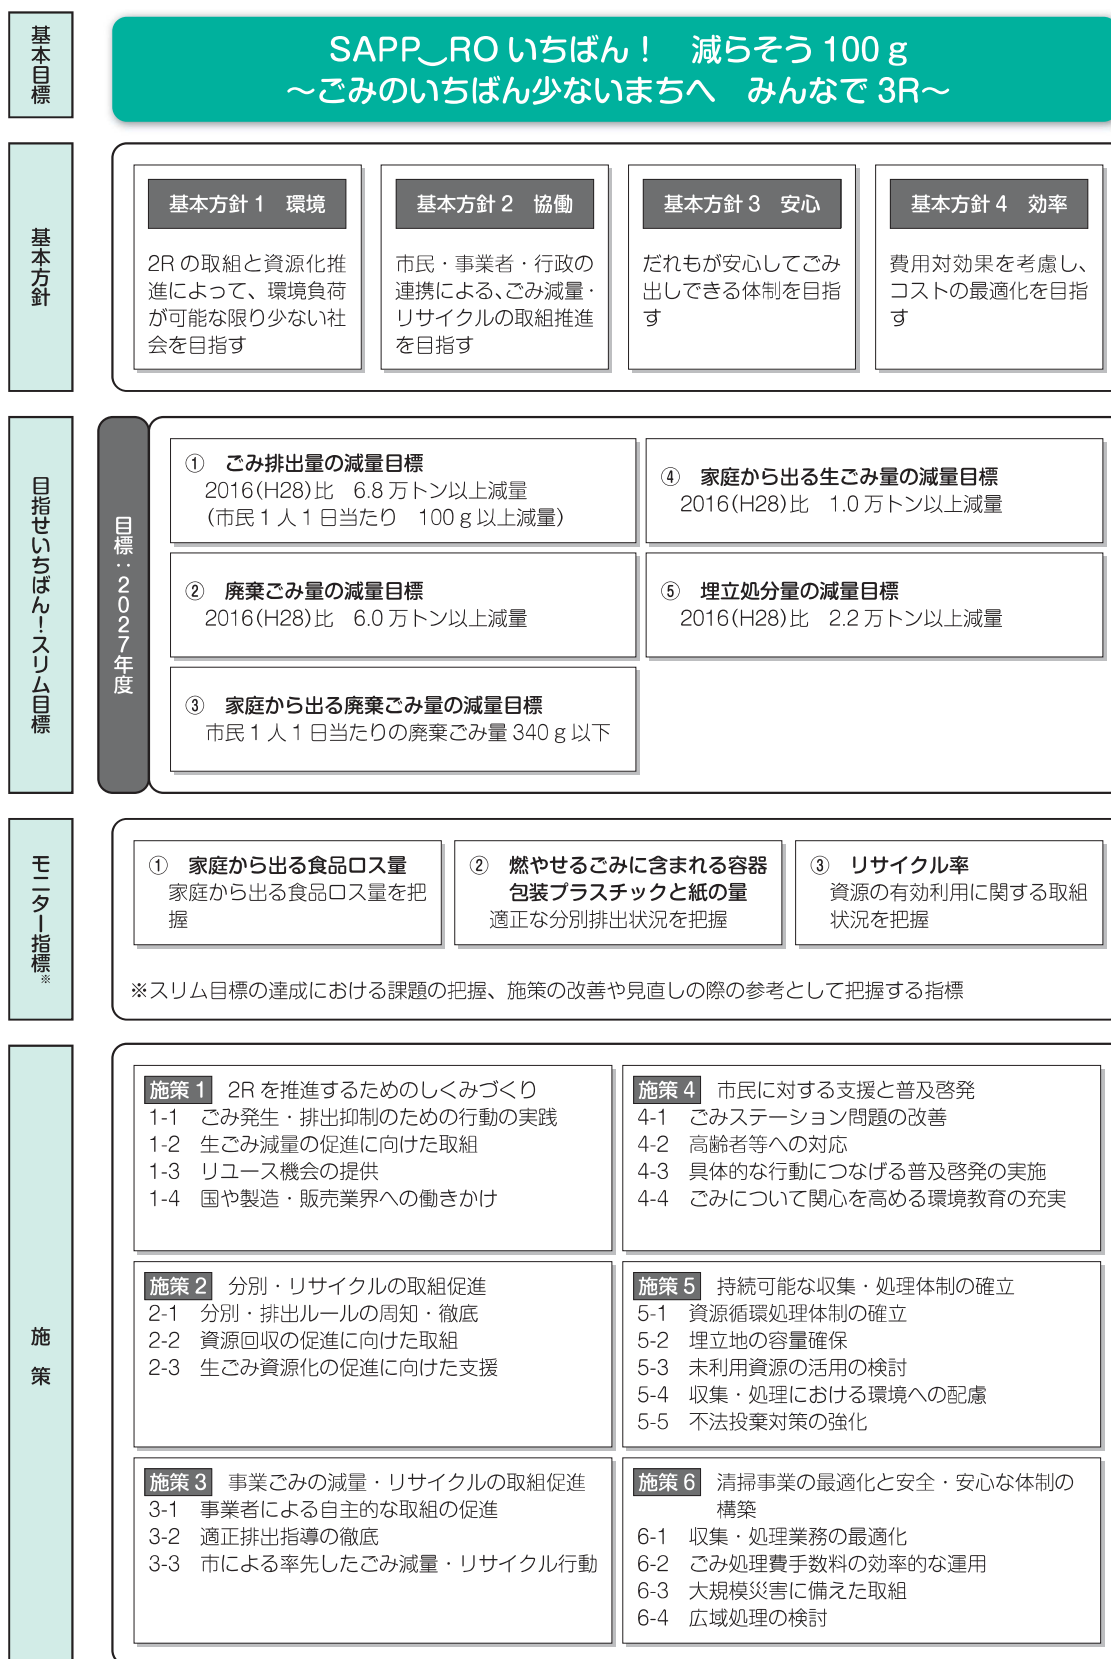 基本目標
SAPP‿RO いちばん！　減らそう 100ｇ
～ごみのいちばん少ないまちへ　みんなで 3R～
基本方針
基本方針 1　環境
2R の取組と資源化推
進によって、環境負荷
が可能な限り少ない社
会を目指す
基本方針 2　協働
市民・事業者・行政の
連携による、ごみ減量・
リサイクルの取組推進
を目指す
基本方針 3　安心
だれもが安心してごみ
出しできる体制を目指
す
基本方針 4　効率
費用対効果を考慮し、
コストの最適化を目指
す
目指せいちばん！スリム目標
目標：2027年度
①　ごみ排出量の減量目標
2016(H28)比　6.8 万トン以上減量
（市民 1 人 1 日当たり　100ｇ以上減量）
②　廃棄ごみ量の減量目標
2016(H28)比　6.0 万トン以上減量
③　家庭から出る廃棄ごみ量の減量目標
市民 1 人 1 日当たりの廃棄ごみ量 340ｇ以下
④　家庭から出る生ごみ量の減量目標
2016(H28)比　1.0 万トン減量
⑤　埋立処分量の減量目標
2016(H28)比　2.2 万トン以上減量
モニター指標※
①　家庭から出る食品ロス量
家庭から出る食品ロス量を把
握
②　燃やせるごみに含まれる容器
包装プラスチックと紙の量
適正な分別排出状況を把握
③　リサイクル率
資源の有効利用に関する取組
状況を把握
※スリム目標の達成における課題の把握、施策の改善や見直しの際の参考として把握する指標
施策
施策 1　2R を推進するためのしくみづくり
1-1　ごみ発生・排出抑制のための行動の実践
1-2　生ごみ減量の促進に向けた取組
1-3　リユース機会の提供
1-4　国や製造・販売業界への働きかけ
施策 2　分別・リサイクルの取組促進
2-1　分別・排出ルールの周知・徹底
2-2　資源回収の促進に向けた取組
2-3　生ごみ資源化の促進に向けた支援
施策 3　事業ごみの減量・リサイクルの取組促進
3-1　事業者による自主的な取組の促進
3-2　適正排出指導の徹底
3-3　市による率先したごみ減量・リサイクル行動
施策 4　市民に対する支援と普及啓発
4-1　ごみステーション問題の改善
4-2　高齢者等への対応
4-3　具体的な行動につなげる普及啓発の実施
4-4　ごみについて関心を高める環境教育の充実
施策 5　持続可能な収集・処理体制の確立
5-1　資源循環処理体制の確立
5-2　埋立地の容量確保
5-3　未利用資源の活用の検討
5-4　収集・処理における環境への配慮
5-5　不法投棄対策の強化
施策 6　清掃事業の最適化と安全・安心な体制の
構築
6-1　収集・処理業務の最適化
6-2　ごみ処理費手数料の効率的な運用
6-3　大規模災害に備えた取組
6-4　広域処理の検討